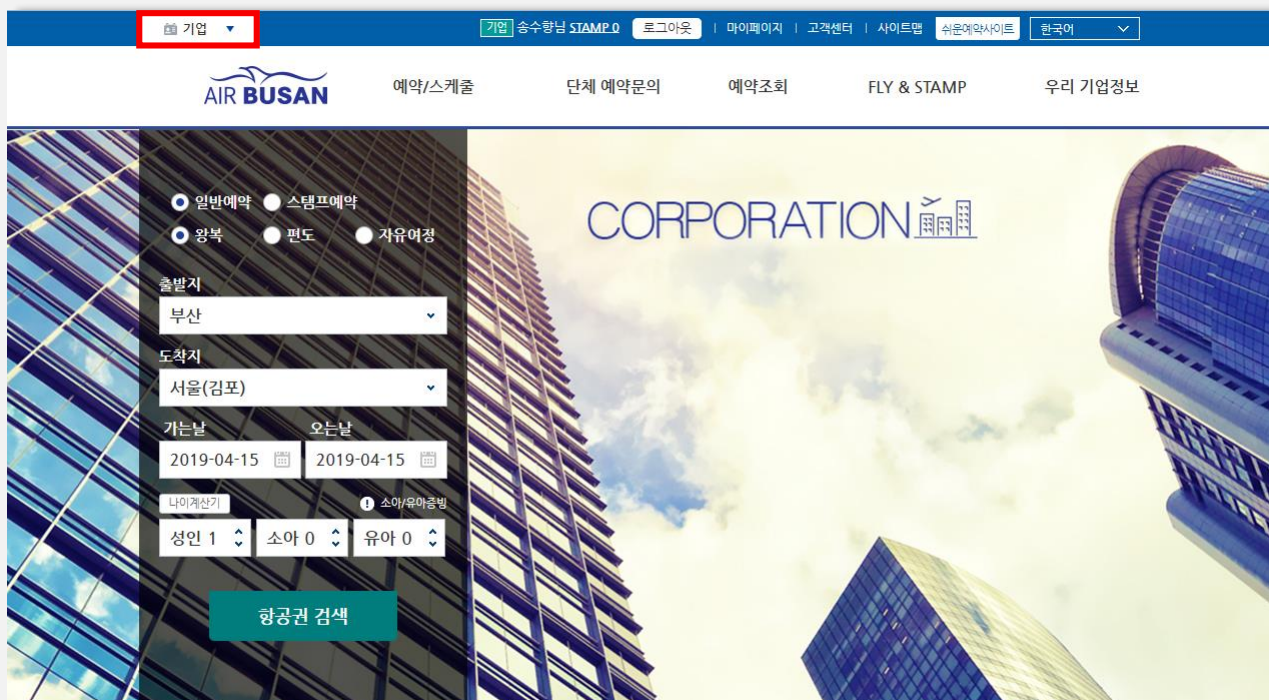 기업
기업 송수향님 STAMP 0 로그아웃 | 마이페이지 | 고객센터 | 사이트맵 쉬운예약사이트 한국어
AIR BUSAN 예약/스케줄 단체 예약문의 예약조회 FLY & STAMP 우리 기업정보
CORPORATION
일반예약 스탬프예약
왕복 편도 자유여정
출발지
부산
도착지
서울(김포)
가는날 오는날
2019-04-15 2019-04-15
나이계산기 소아/유아증빙
성인 1 소아 0 유아 0
항공권 검색